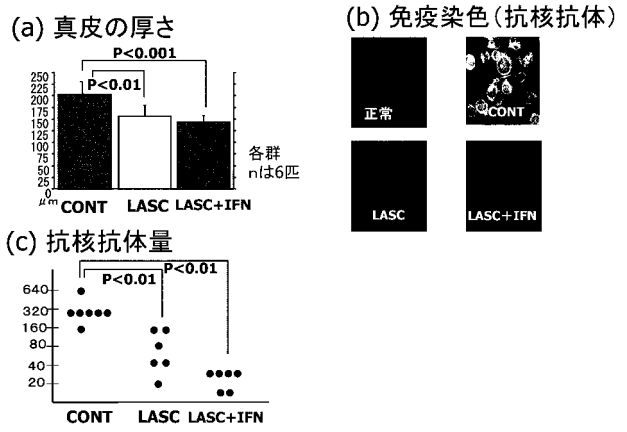 (a) 真皮の厚さ
P<0.001
P<0.01
250
225
200
175
150
125
100
75
50
25
0
μm
CONT LASC LASC+IFN
各群
nは6匹
(b) 免疫染色(抗核抗体)
正常
CONT
LASC
LASC+IFN
(c) 抗核抗体量
P<0.01
P<0.01
640
320
160
80
40
20
CONT LASC LASC+IFN